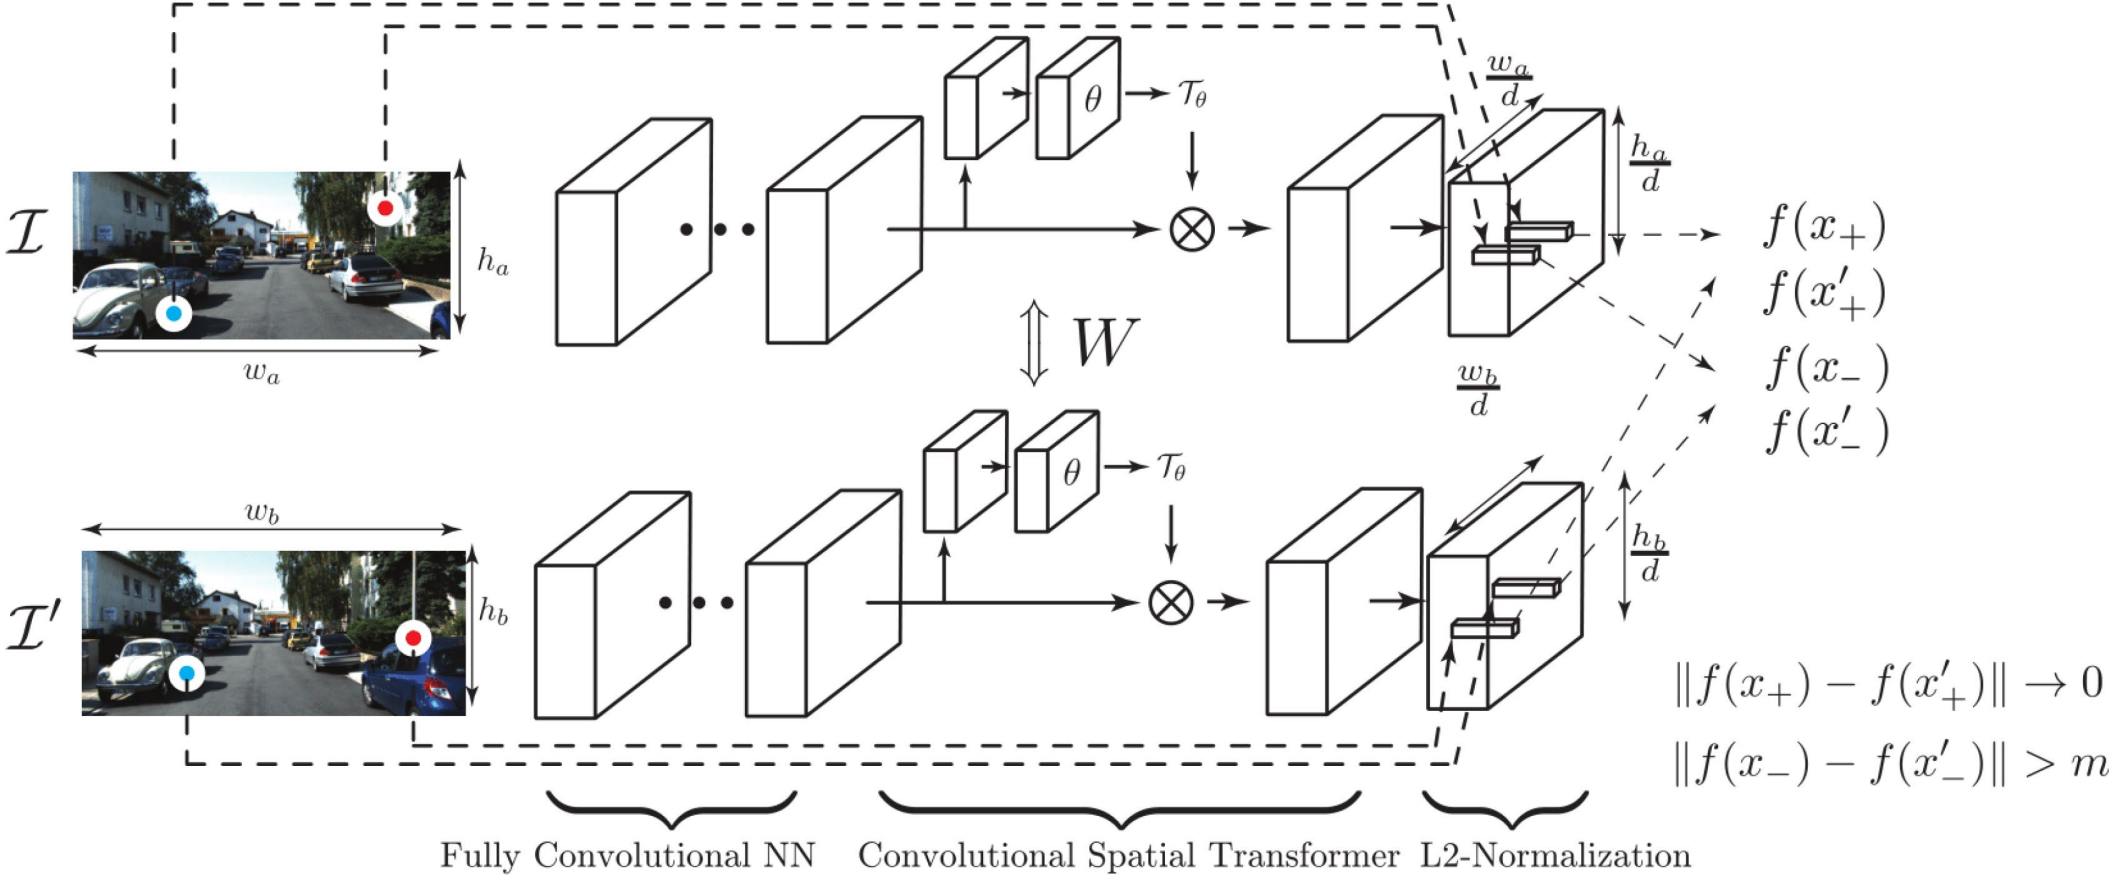 𝓘
h_a
w_a
θ
𝒯_θ
w_a/d
h_a/d
f(x_+)
f(x'_+)
f(x_-)
f(x'_-)
W
w_b/d
𝓘′
w_b
h_b
θ
𝒯_θ
h_b/d
‖f(x_+) − f(x'_+)‖ → 0
‖f(x_-) − f(x'_-)‖ > m
Fully Convolutional NN
Convolutional Spatial Transformer
L2-Normalization